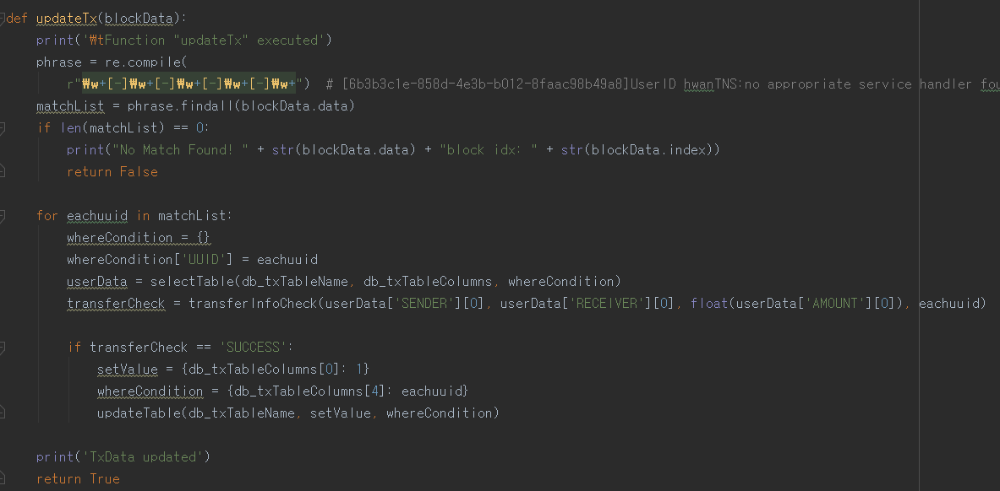 def updateTx(blockData):
    print('₩tFunction "updateTx" executed')
    phrase = re.compile(
        r"₩w+[-]₩w+[-]₩w+[-]₩w+[-]₩w+")  # [6b3b3c1e-858d-4e3b-b012-8faac98b49a8]UserID hwanTNS:no appropriate service handler fou
    matchList = phrase.findall(blockData.data)
    if len(matchList) == 0:
        print("No Match Found! " + str(blockData.data) + "block idx: " + str(blockData.index))
        return False
    for eachuuid in matchList:
        whereCondition = {}
        whereCondition['UUID'] = eachuuid
        userData = selectTable(db_txTableName, db_txTableColumns, whereCondition)
        transferCheck = transferInfoCheck(userData['SENDER'][0], userData['RECEIVER'][0], float(userData['AMOUNT'][0]), eachuuid)
        if transferCheck == 'SUCCESS':
            setValue = {db_txTableColumns[0]: 1}
            whereCondition = {db_txTableColumns[4]: eachuuid}
            updateTable(db_txTableName, setValue, whereCondition)
    print('TxData updated')
    return True